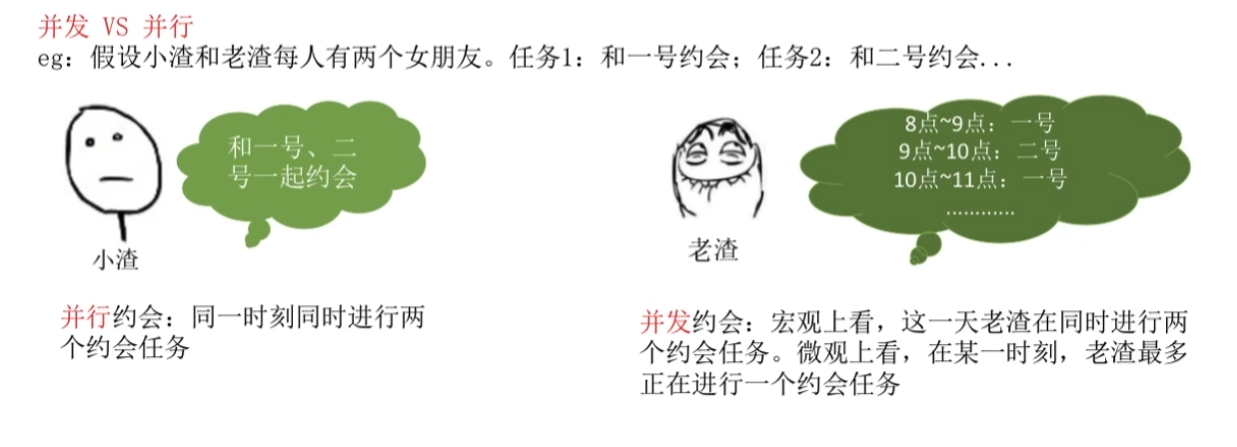 并发 VS 并行
eg：假设小渣和老渣每人有两个女朋友。任务1：和一号约会；任务2：和二号约会...
和一号、二
号一起约会
小渣
并行约会：同一时刻同时进行两
个约会任务
8点~9点：一号
9点~10点：二号
10点~11点：一号
…………
老渣
并发约会：宏观上看，这一天老渣在同时进行两
个约会任务。微观上看，在某一时刻，老渣最多
正在进行一个约会任务